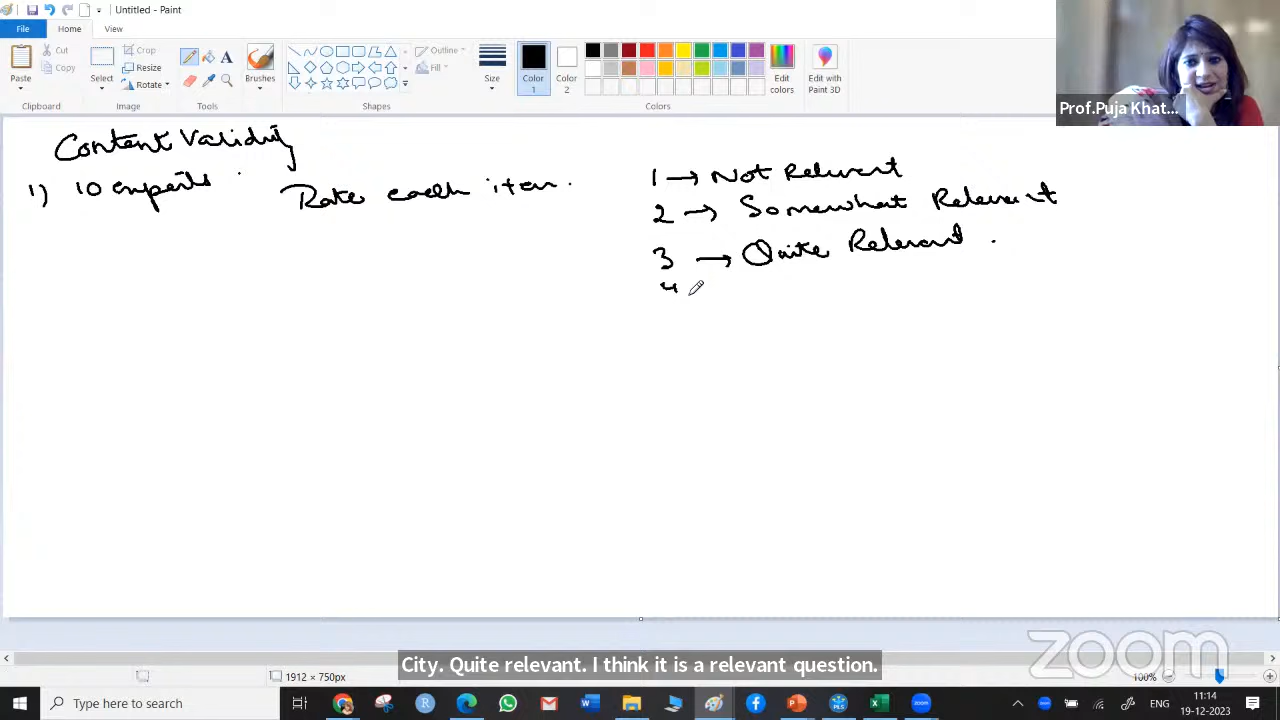 Untitled - Paint
File
Home
View
Paste
Cut
Copy
Clipboard
Select
Crop
Resize
Rotate
Image
Tools
Brushes
Shapes
Outline
Fill
Size
Color 1
Color 2
Colors
Edit colors
Edit with Paint 3D
Prof.Puja Khat...
Content Validity
1) 10 experts. Rate each item.
1 → Not Relevant
2 → Somewhat Relevant
3 → Quite Relevant.
4
City. Quite relevant. I think it is a relevant question.
zoom
1912 × 750px
100%
Type here to search
ENG
11:14
19-12-2023